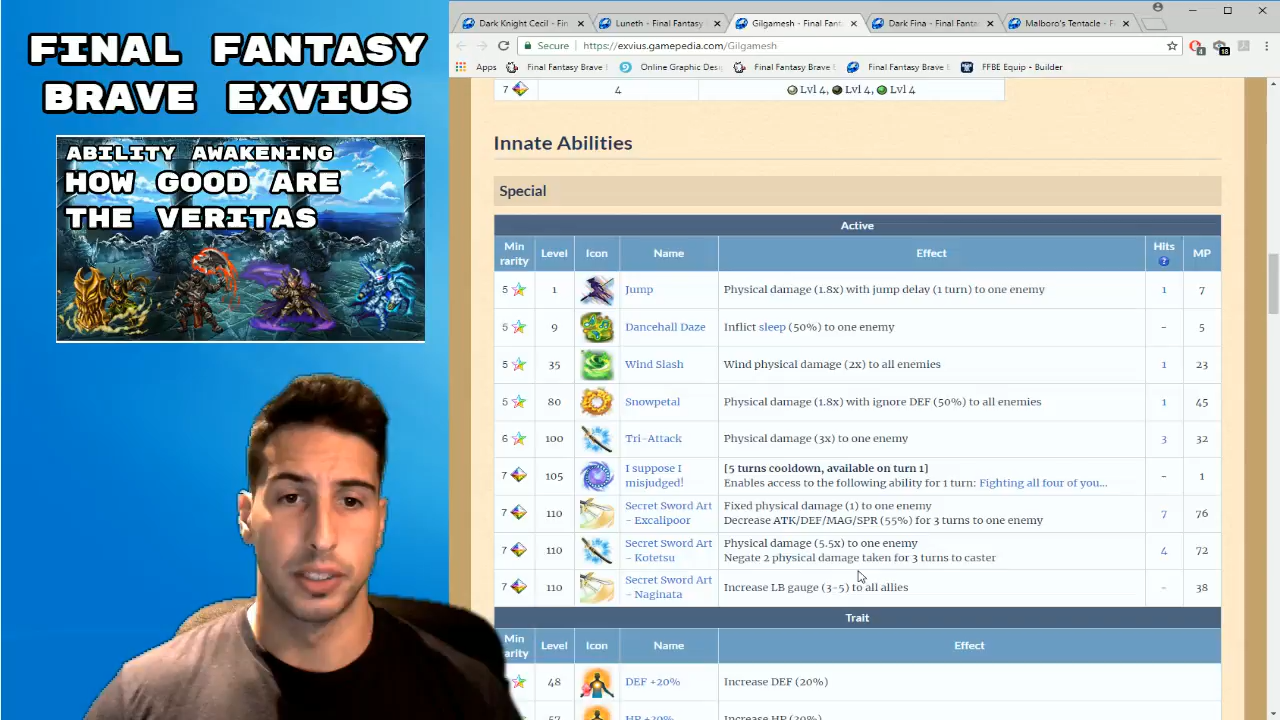 FINAL FANTASY
BRAVE EXVIUS
ABILITY AWAKENING
HOW GOOD ARE
THE VERITAS
Dark Knight Cecil - Fin
Luneth - Final Fantasy
Gilgamesh - Final Fant
Dark Fina - Final Fanta
Malboro's Tentacle - F
Secure
https://exvius.gamepedia.com/Gilgamesh
Apps
Final Fantasy Brave
Online Graphic Desi
Final Fantasy Brave
Final Fantasy Brave
FFBE Equip - Builder
7 4 Lvl 4, Lvl 4, Lvl 4
Innate Abilities
Special
Active
Min rarity Level Icon Name Effect Hits ? MP
5 1 Jump Physical damage (1.8x) with jump delay (1 turn) to one enemy 1 7
5 9 Dancehall Daze Inflict sleep (50%) to one enemy - 5
5 35 Wind Slash Wind physical damage (2x) to all enemies 1 23
5 80 Snowpetal Physical damage (1.8x) with ignore DEF (50%) to all enemies 1 45
6 100 Tri-Attack Physical damage (3x) to one enemy 3 32
7 105 I suppose I misjudged! [5 turns cooldown, available on turn 1]
Enables access to the following ability for 1 turn: Fighting all four of you... - 1
7 110 Secret Sword Art - Excalipoor Fixed physical damage (1) to one enemy
Decrease ATK/DEF/MAG/SPR (55%) for 3 turns to one enemy 7 76
7 110 Secret Sword Art - Kotetsu Physical damage (5.5x) to one enemy
Negate 2 physical damage taken for 3 turns to caster 4 72
7 110 Secret Sword Art - Naginata Increase LB gauge (3-5) to all allies - 38
Trait
Min rarity Level Icon Name Effect
48 DEF +20% Increase DEF (20%)
57 HP +20% Increase HP (20%)